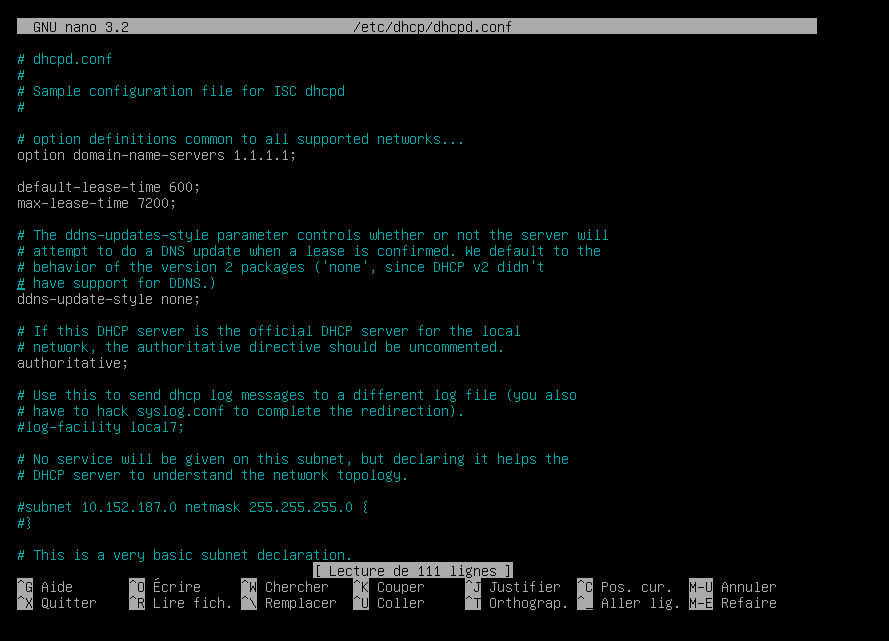 GNU nano 3.2 /etc/dhcp/dhcpd.conf
# dhcpd.conf
#
# Sample configuration file for ISC dhcpd
#
# option definitions common to all supported networks...
option domain-name-servers 1.1.1.1;
default-lease-time 600;
max-lease-time 7200;
# The ddns-updates-style parameter controls whether or not the server will
# attempt to do a DNS update when a lease is confirmed. We default to the
# behavior of the version 2 packages ('none', since DHCP v2 didn't
# have support for DDNS.)
ddns-update-style none;
# If this DHCP server is the official DHCP server for the local
# network, the authoritative directive should be uncommented.
authoritative;
# Use this to send dhcp log messages to a different log file (you also
# have to hack syslog.conf to complete the redirection).
#log-facility local7;
# No service will be given on this subnet, but declaring it helps the
# DHCP server to understand the network topology.
#subnet 10.152.187.0 netmask 255.255.255.0 {
#}
# This is a very basic subnet declaration.
[ Lecture de 111 lignes ]
^G Aide ^O Écrire ^W Chercher ^K Couper ^J Justifier ^C Pos. cur. M-U Annuler
^X Quitter ^R Lire fich. ^\ Remplacer ^U Coller ^T Orthograp. ^_ Aller lig. M-E Refaire